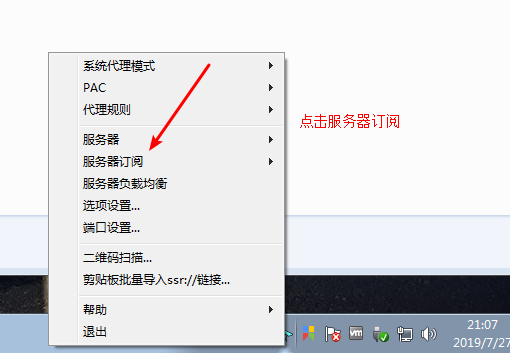 系统代理模式
PAC
代理规则
点击服务器订阅
服务器
服务器订阅
服务器负载均衡
选项设置...
端口设置...
二维码扫描...
剪贴板批量导入ssr://链接...
帮助
退出
vm
21:07
2019/7/27